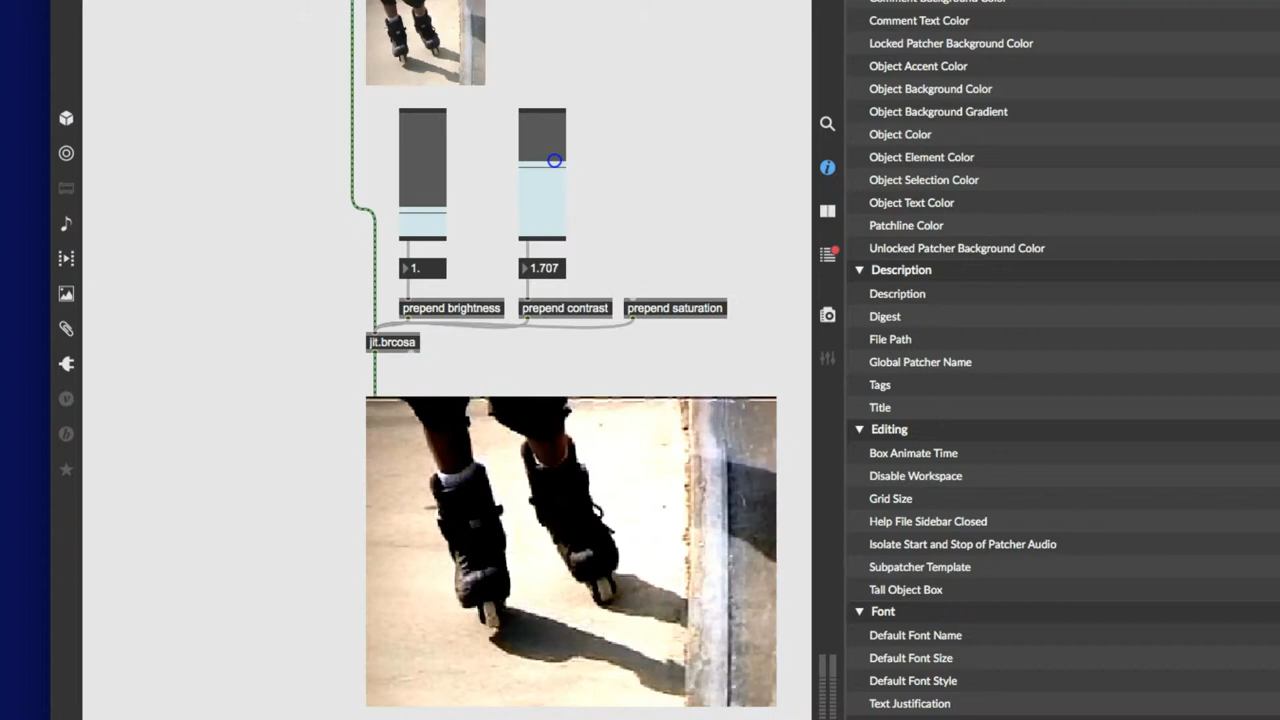 Comment Background Color
Comment Text Color
Locked Patcher Background Color
Object Accent Color
Object Background Color
Object Background Gradient
Object Color
Object Element Color
Object Selection Color
Object Text Color
Patchline Color
Unlocked Patcher Background Color
Description
Description
Digest
File Path
Global Patcher Name
Tags
Title
Editing
Box Animate Time
Disable Workspace
Grid Size
Help File Sidebar Closed
Isolate Start and Stop of Patcher Audio
Subpatcher Template
Tall Object Box
Font
Default Font Name
Default Font Size
Default Font Style
Text Justification
1.
1.707
prepend brightness
prepend contrast
prepend saturation
jit.brcosa